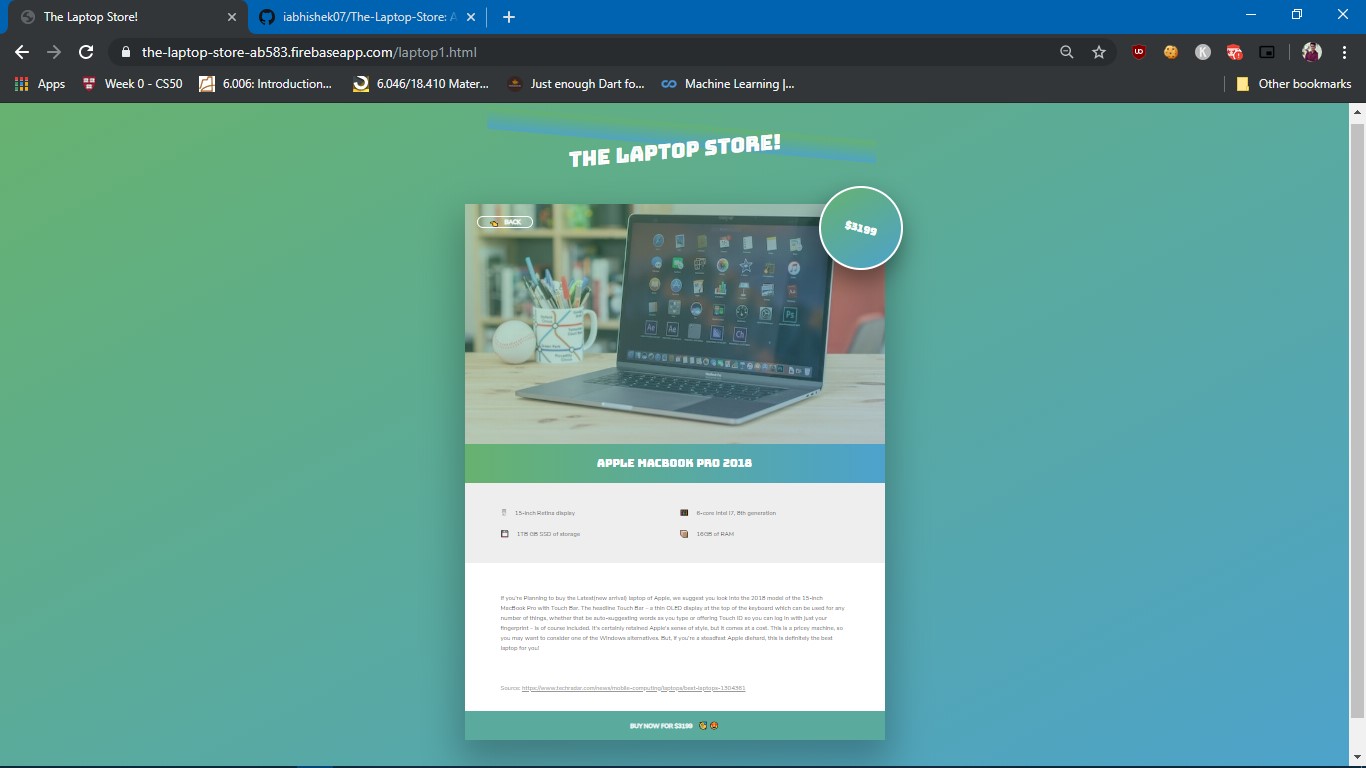 The Laptop Store!
iabhishek07/The-Laptop-Store: A
the-laptop-store-ab583.firebaseapp.com/laptop1.html
Apps
Week 0 - CS50
6.006: Introduction...
6.046/18.410 Mater...
Just enough Dart fo...
Machine Learning |...
Other bookmarks
THE LAPTOP STORE!
BACK
$3199
Ae
Ae
Ch
Ps
APPLE MACBOOK PRO 2018
15-inch Retina display
6-core Intel i7, 8th generation
1TB GB SSD of storage
16GB of RAM
If you're Planning to buy the Latest(new arrival) laptop of Apple, we suggest you look into the 2018 model of the 15-inch
MacBook Pro with Touch Bar. The headline Touch Bar – a thin OLED display at the top of the keyboard which can be used for any
number of things, whether that be auto-suggesting words as you type or offering Touch ID so you can log in with just your
fingerprint – is of course included. It's certainly retained Apple's sense of style, but it comes at a cost. This is a pricey machine, so
you may want to consider one of the Windows alternatives. But, if you're a steadfast Apple diehard, this is definitely the best
laptop for you!
Source: https://www.techradar.com/news/mobile-computing/laptops/best-laptops-1304361
BUY NOW FOR $3199